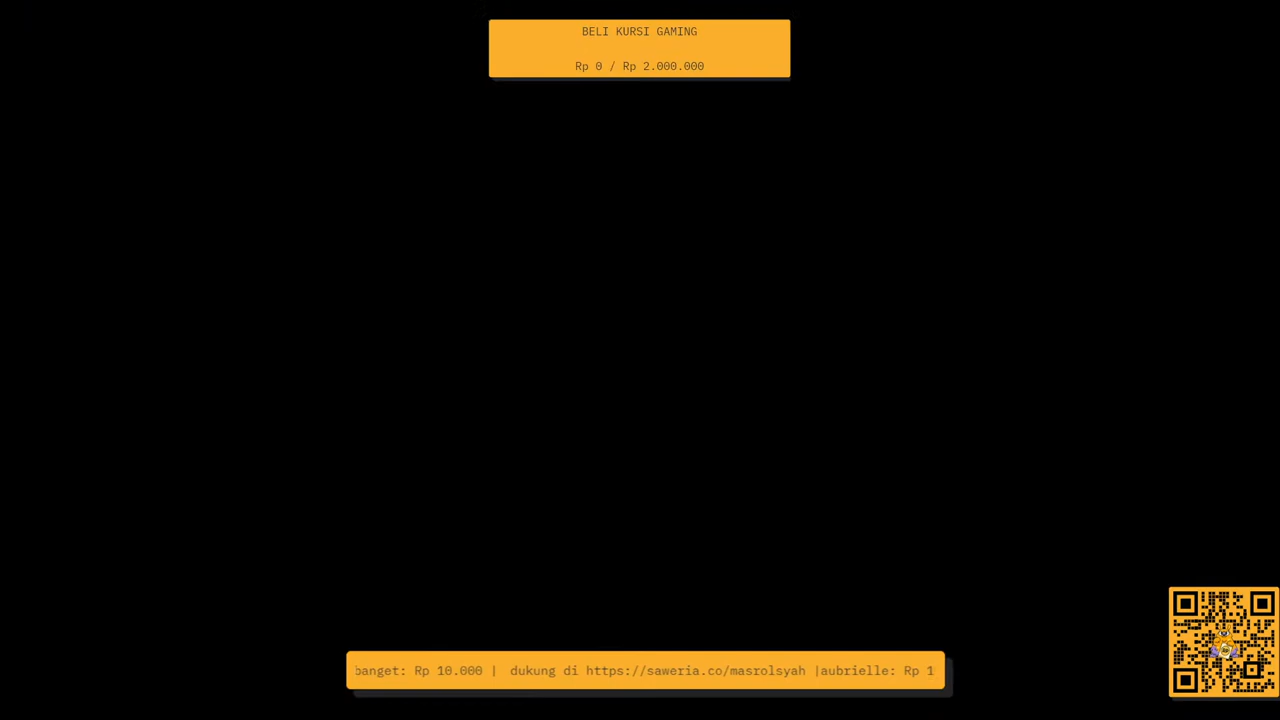 BELI KURSI GAMING
Rp 0 / Rp 2.000.000
banget: Rp 10.000 | dukung di https://saweria.co/masrolsyah |aubrielle: Rp 1